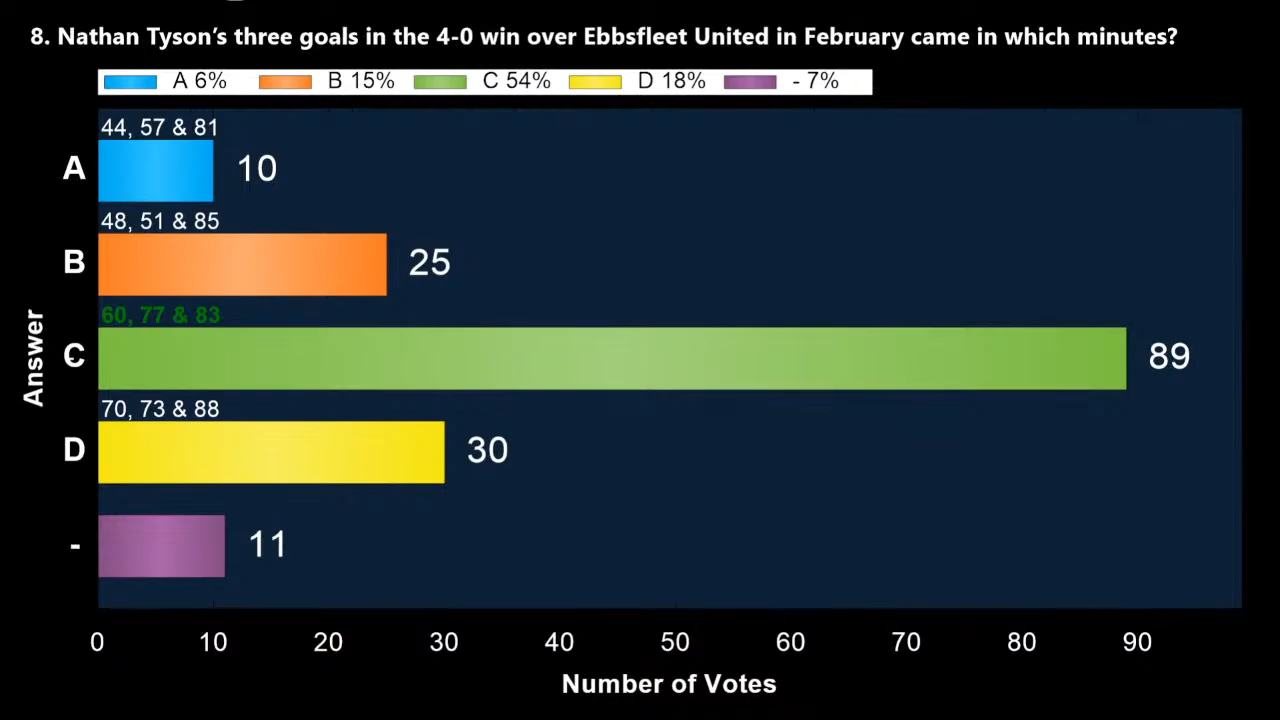 8. Nathan Tyson's three goals in the 4-0 win over Ebbsfleet United in February came in which minutes?
A 6% B 15% C 54% D 18% - 7%
44, 57 & 81
A 10
48, 51 & 85
B 25
60, 77 & 83
C 89
70, 73 & 88
D 30
- 11
Answer
0 10 20 30 40 50 60 70 80 90
Number of Votes